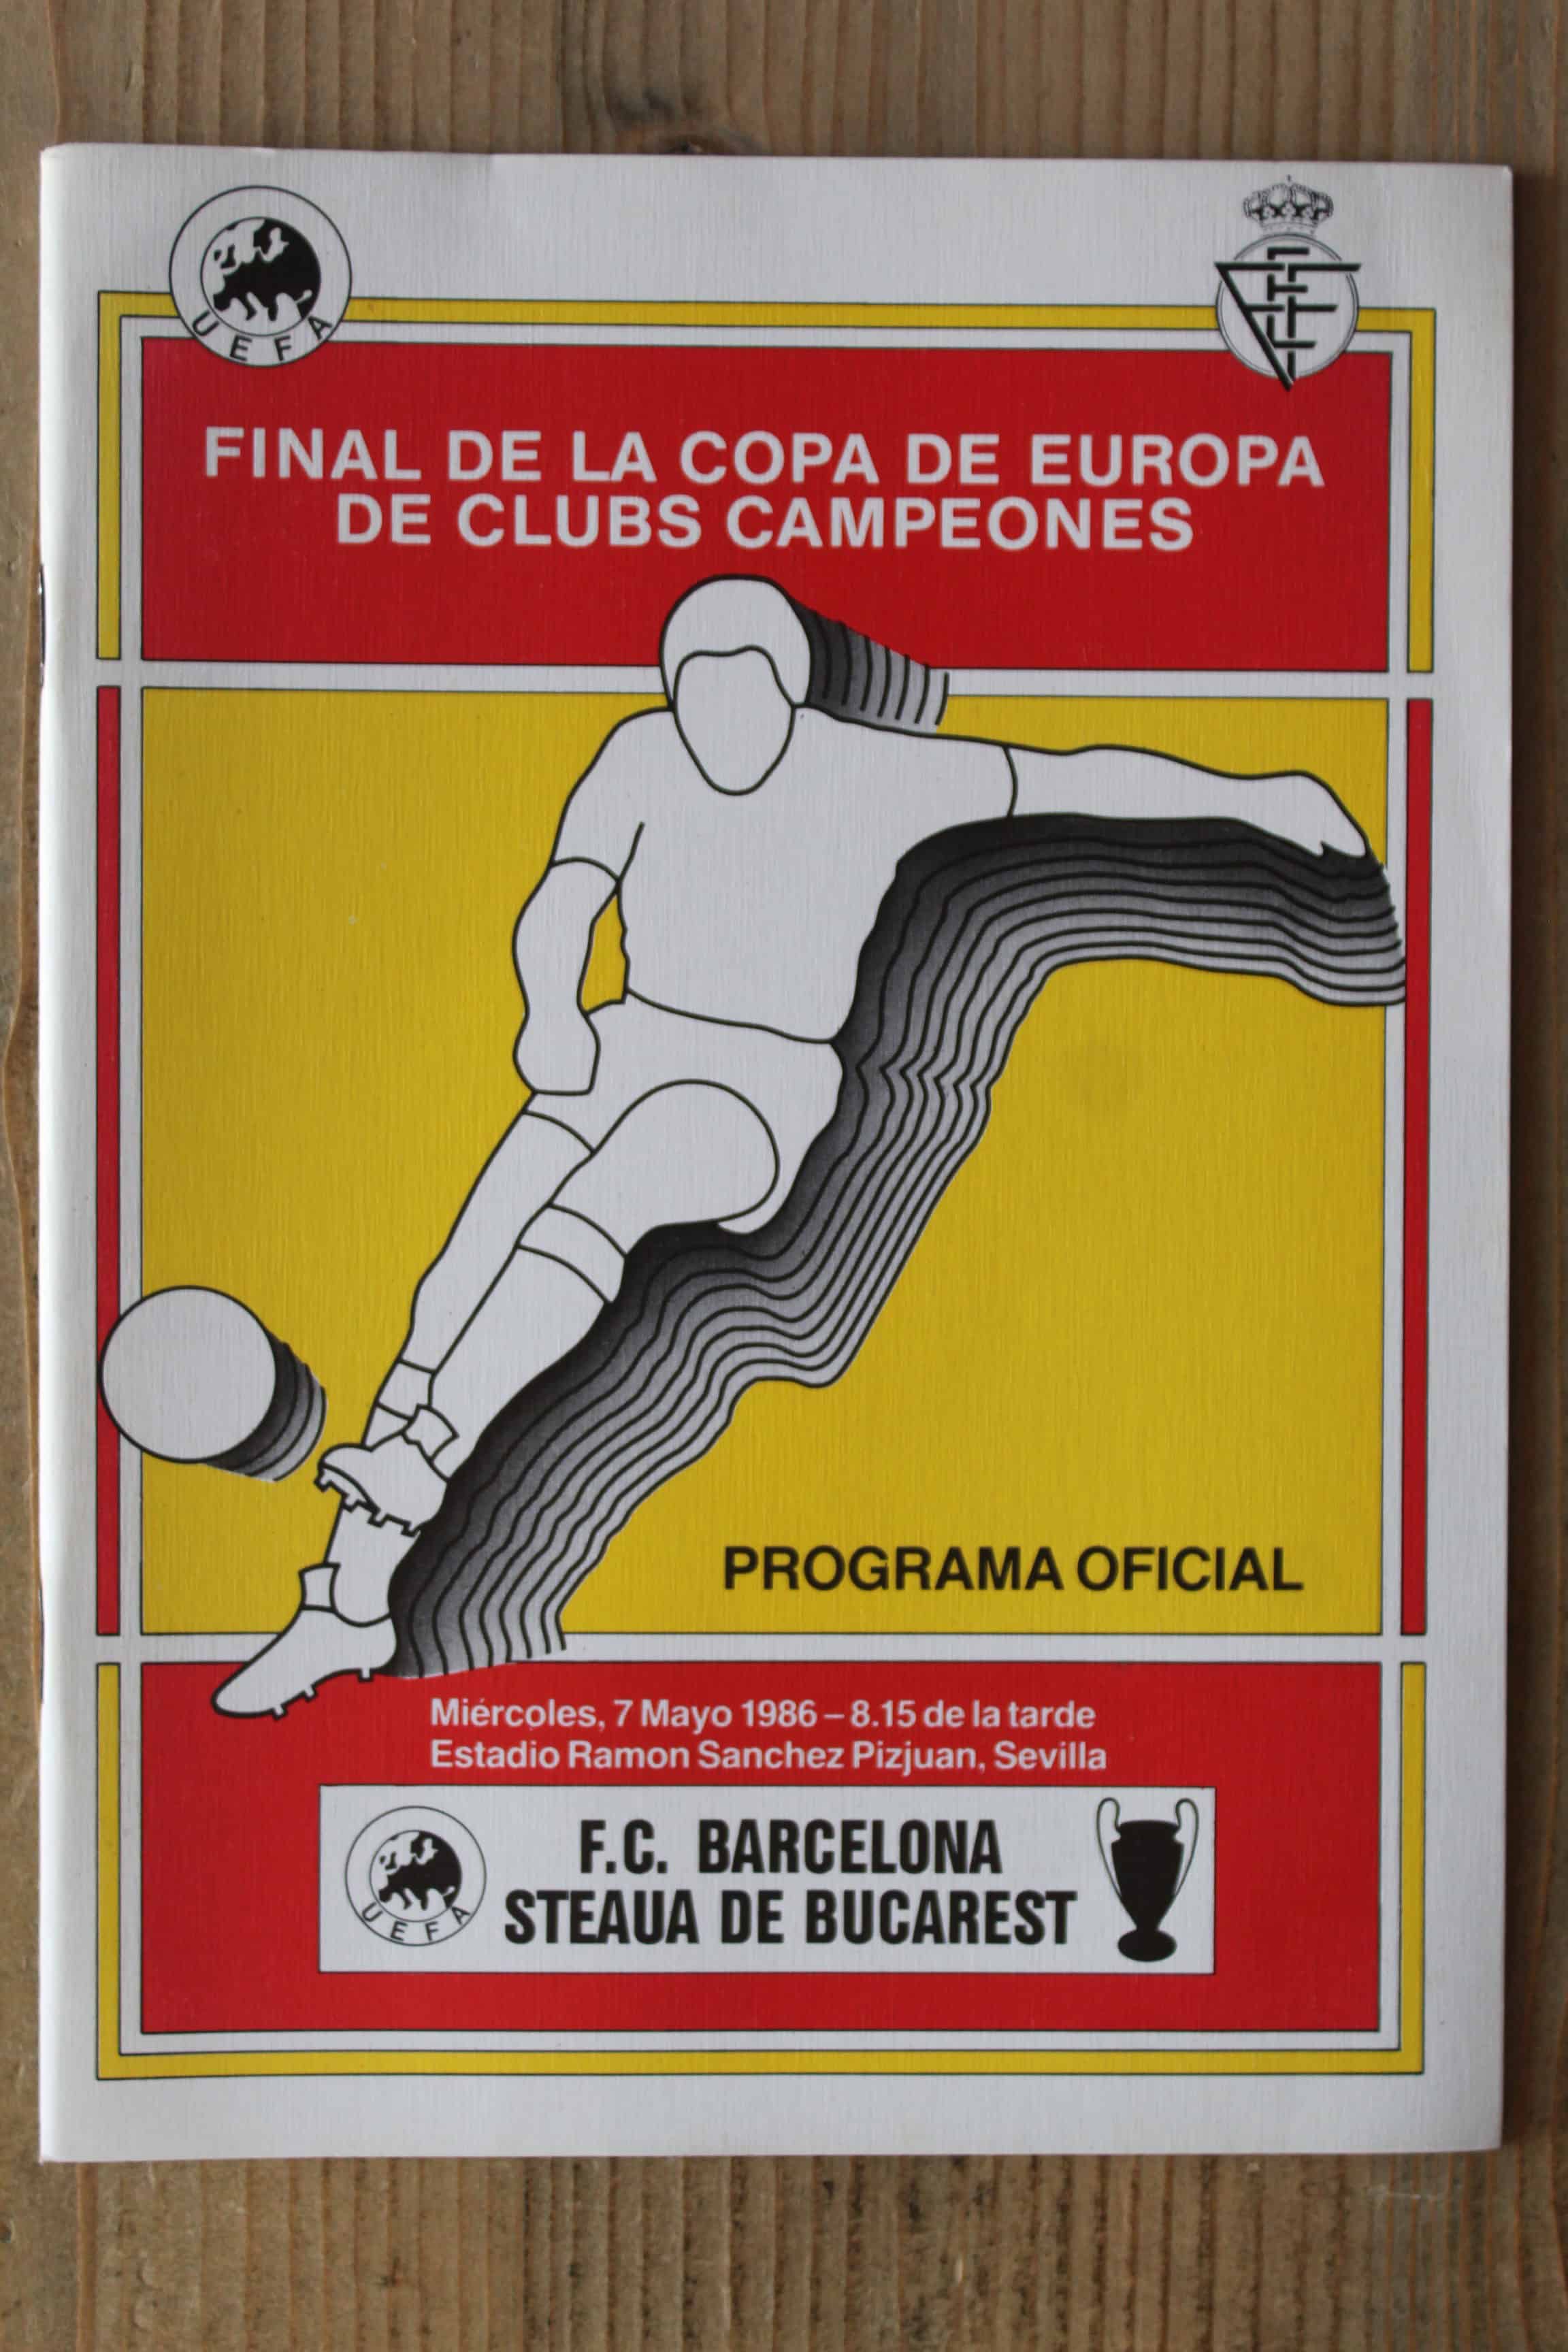 UEFA
FEF
FINAL DE LA COPA DE EUROPA
DE CLUBS CAMPEONES
PROGRAMA OFICIAL
Miércoles, 7 Mayo 1986 – 8.15 de la tarde
Estadio Ramon Sanchez Pizjuan, Sevilla
F.C. BARCELONA
STEAUA DE BUCAREST
UEFA